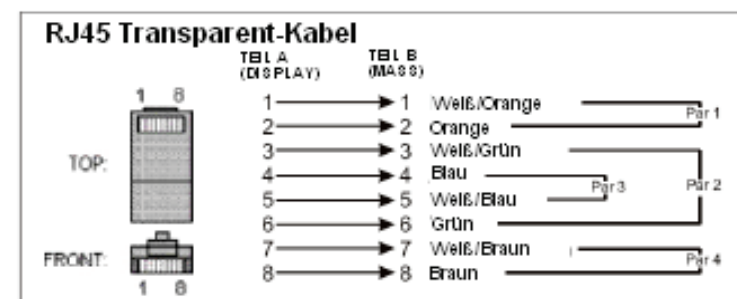 RJ45 Transparent-Kabel
TEIL A TEIL B
(DISPLAY) (MASS)
1 8
TOP:
FRONT:
1 8
1 1 Weiß/Orange
2 2 Orange Par 1
3 3 Weiß/Grün
4 4 Blau
5 5 Weiß/Blau Par 3 Par 2
6 6 Grün
7 7 Weiß/Braun
8 8 Braun Par 4